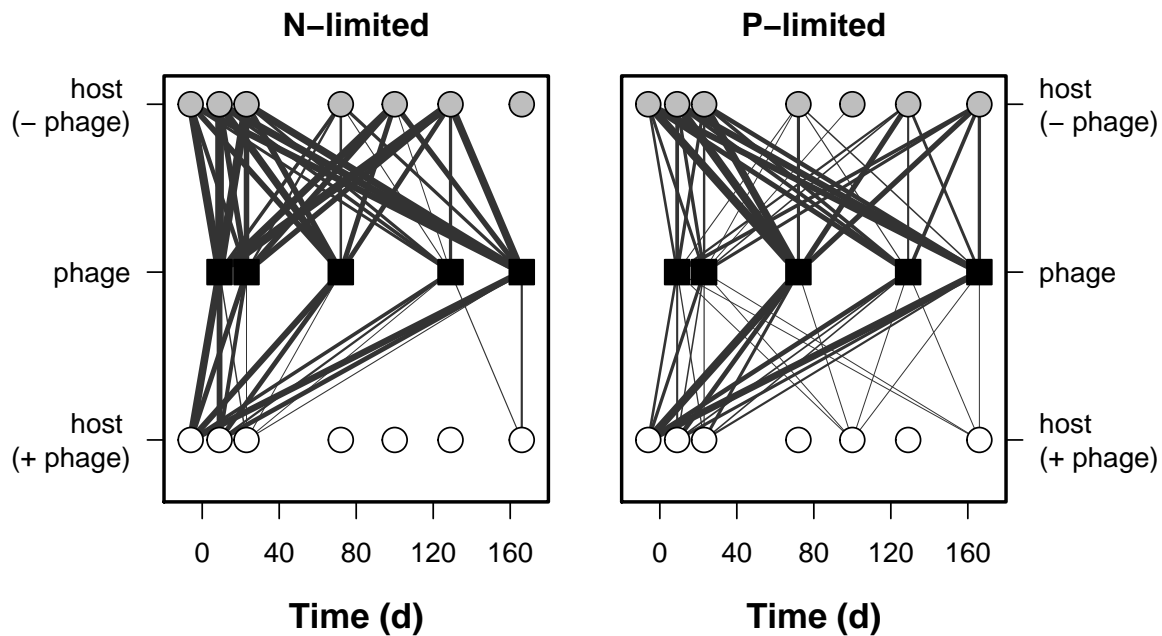 N−limited
P−limited
host
(− phage)
phage
host
(+ phage)
host
(− phage)
phage
host
(+ phage)
0 40 80 120 160
0 40 80 120 160
Time (d)
Time (d)